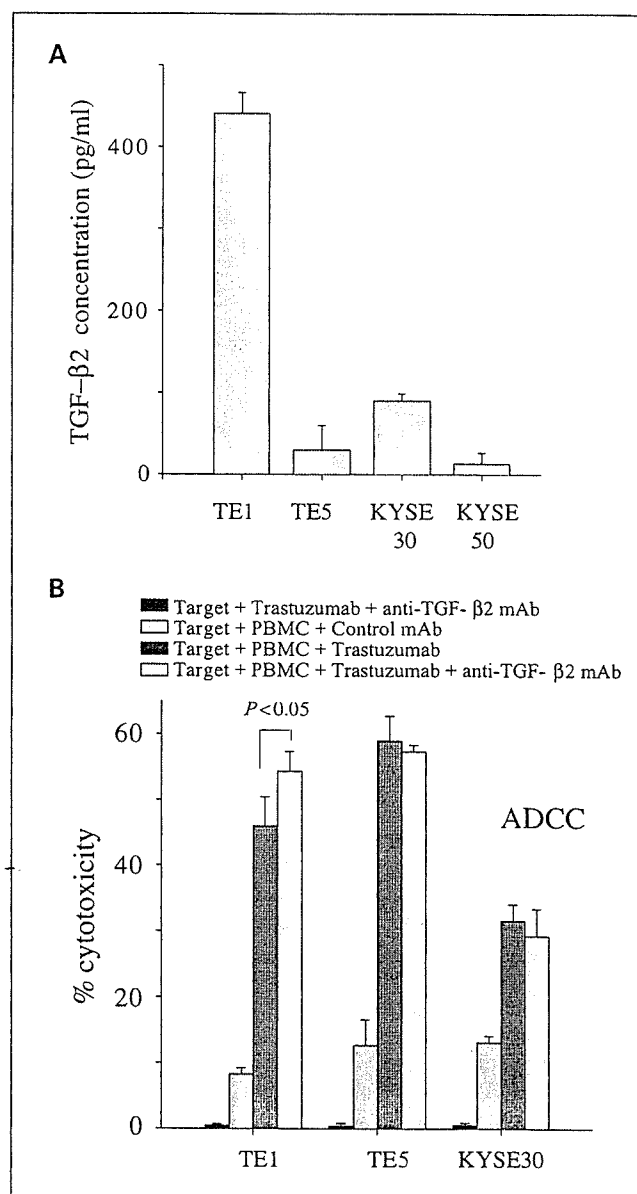 A
TGF–β2 concentration (pg/ml)
400
200
0
TE1
TE5
KYSE
30
KYSE
50
B
Target + Trastuzumab + anti-TGF- β2 mAb
Target + PBMC + Control mAb
Target + PBMC + Trastuzumab
Target + PBMC + Trastuzumab + anti-TGF- β2 mAb
P<0.05
ADCC
% cytotoxicity
60
40
20
0
TE1
TE5
KYSE30